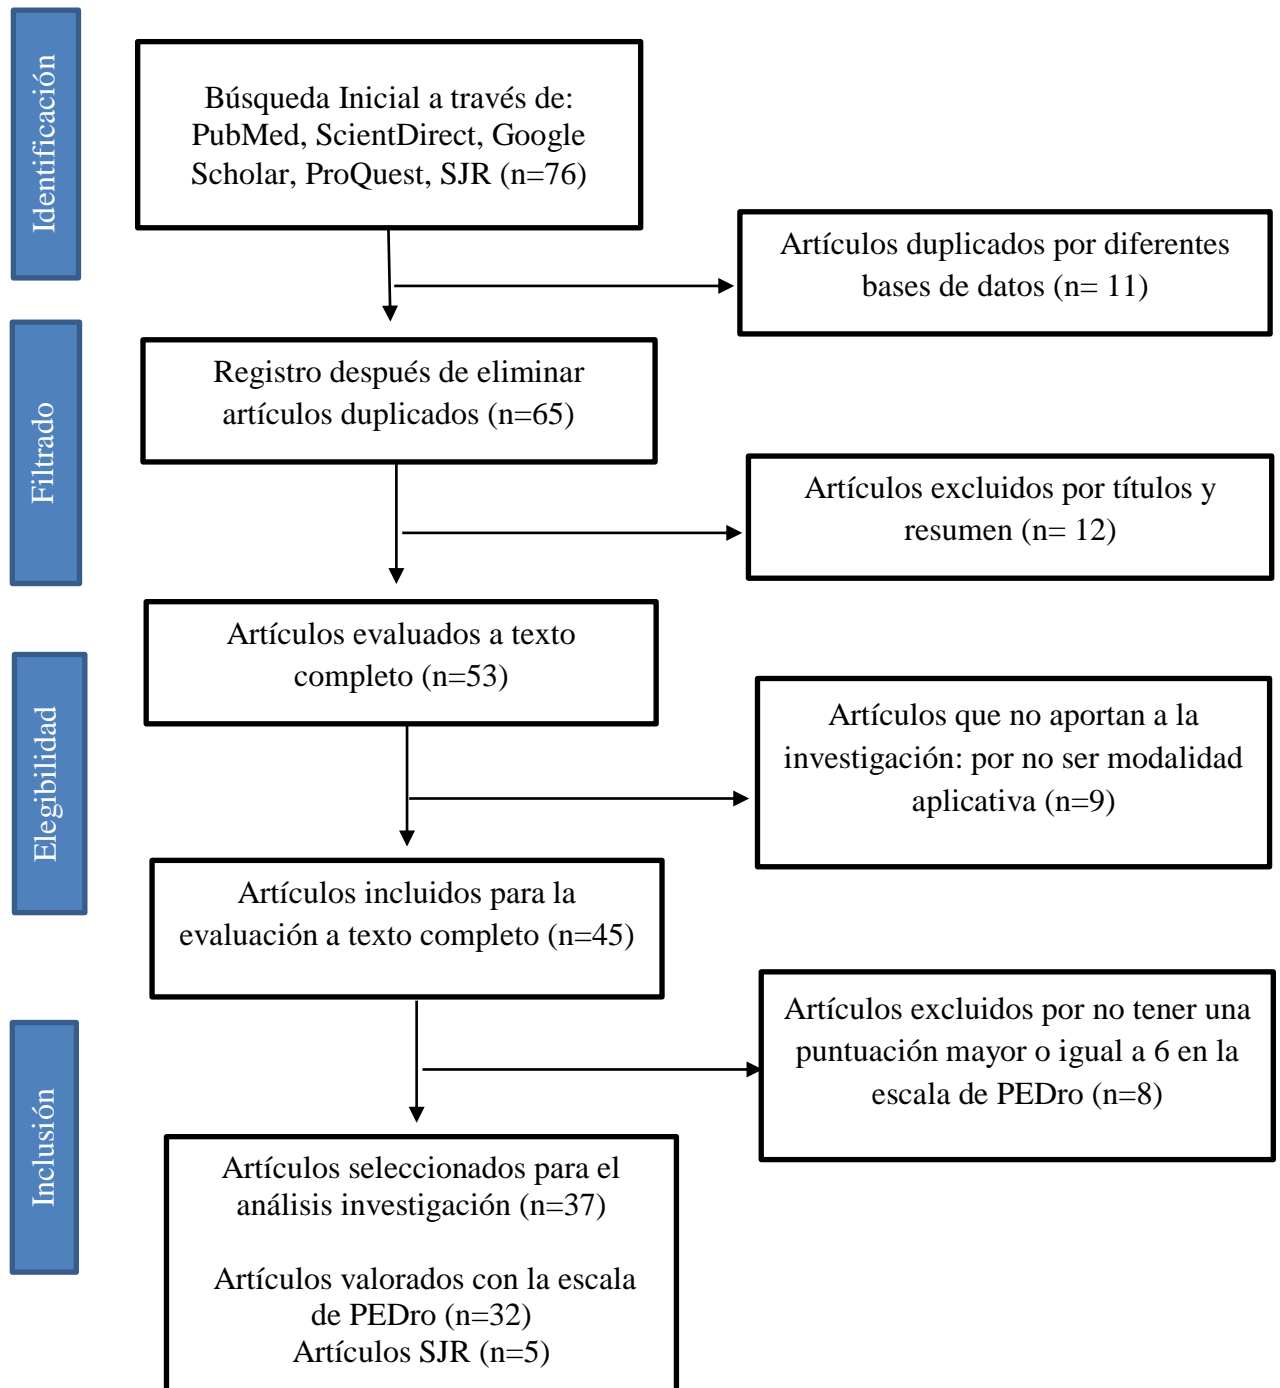 Identificación
Búsqueda Inicial a través de:
PubMed, ScientDirect, Google
Scholar, ProQuest, SJR (n=76)
Artículos duplicados por diferentes
bases de datos (n= 11)
Filtrado
Registro después de eliminar
artículos duplicados (n=65)
Artículos excluidos por títulos y
resumen (n= 12)
Elegibilidad
Artículos evaluados a texto
completo (n=53)
Artículos que no aportan a la
investigación: por no ser modalidad
aplicativa (n=9)
Artículos incluidos para la
evaluación a texto completo (n=45)
Inclusión
Artículos excluidos por no tener una
puntuación mayor o igual a 6 en la
escala de PEDro (n=8)
Artículos seleccionados para el
análisis investigación (n=37)
Artículos valorados con la escala
de PEDro (n=32)
Artículos SJR (n=5)